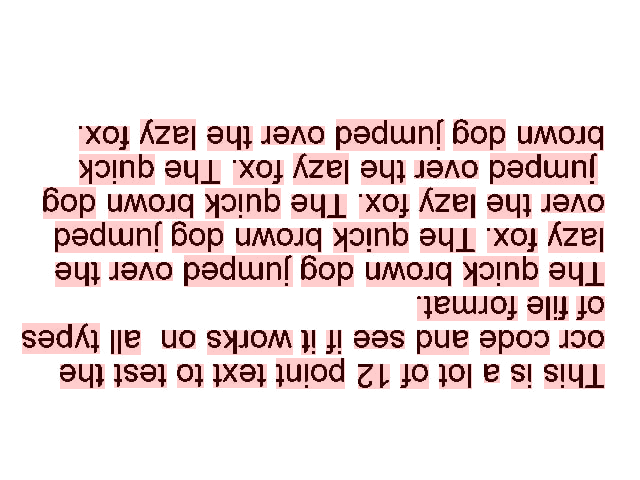 This is a lot of 12 point text to test the
ocr code and see if it works on all types
of file format.
The quick brown dog jumped over the
lazy fox. The quick brown dog jumped
over the lazy fox. The quick brown dog
jumped over the lazy fox. The quick
brown dog jumped over the lazy fox.